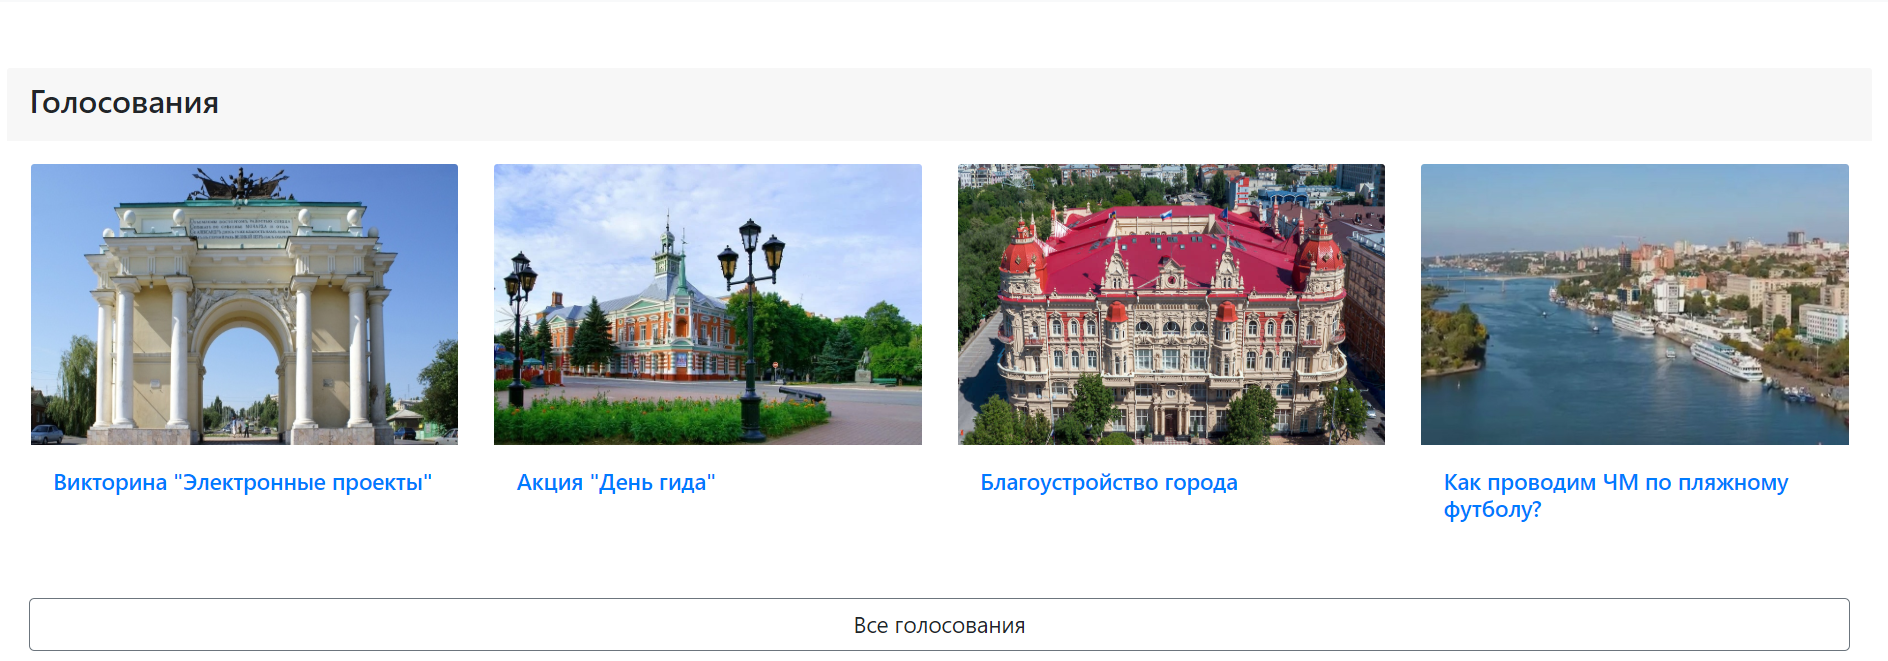 Голосования
Викторина "Электронные проекты"
Акция "День гида"
Благоустройство города
Как проводим ЧМ по пляжному
футболу?
Все голосования